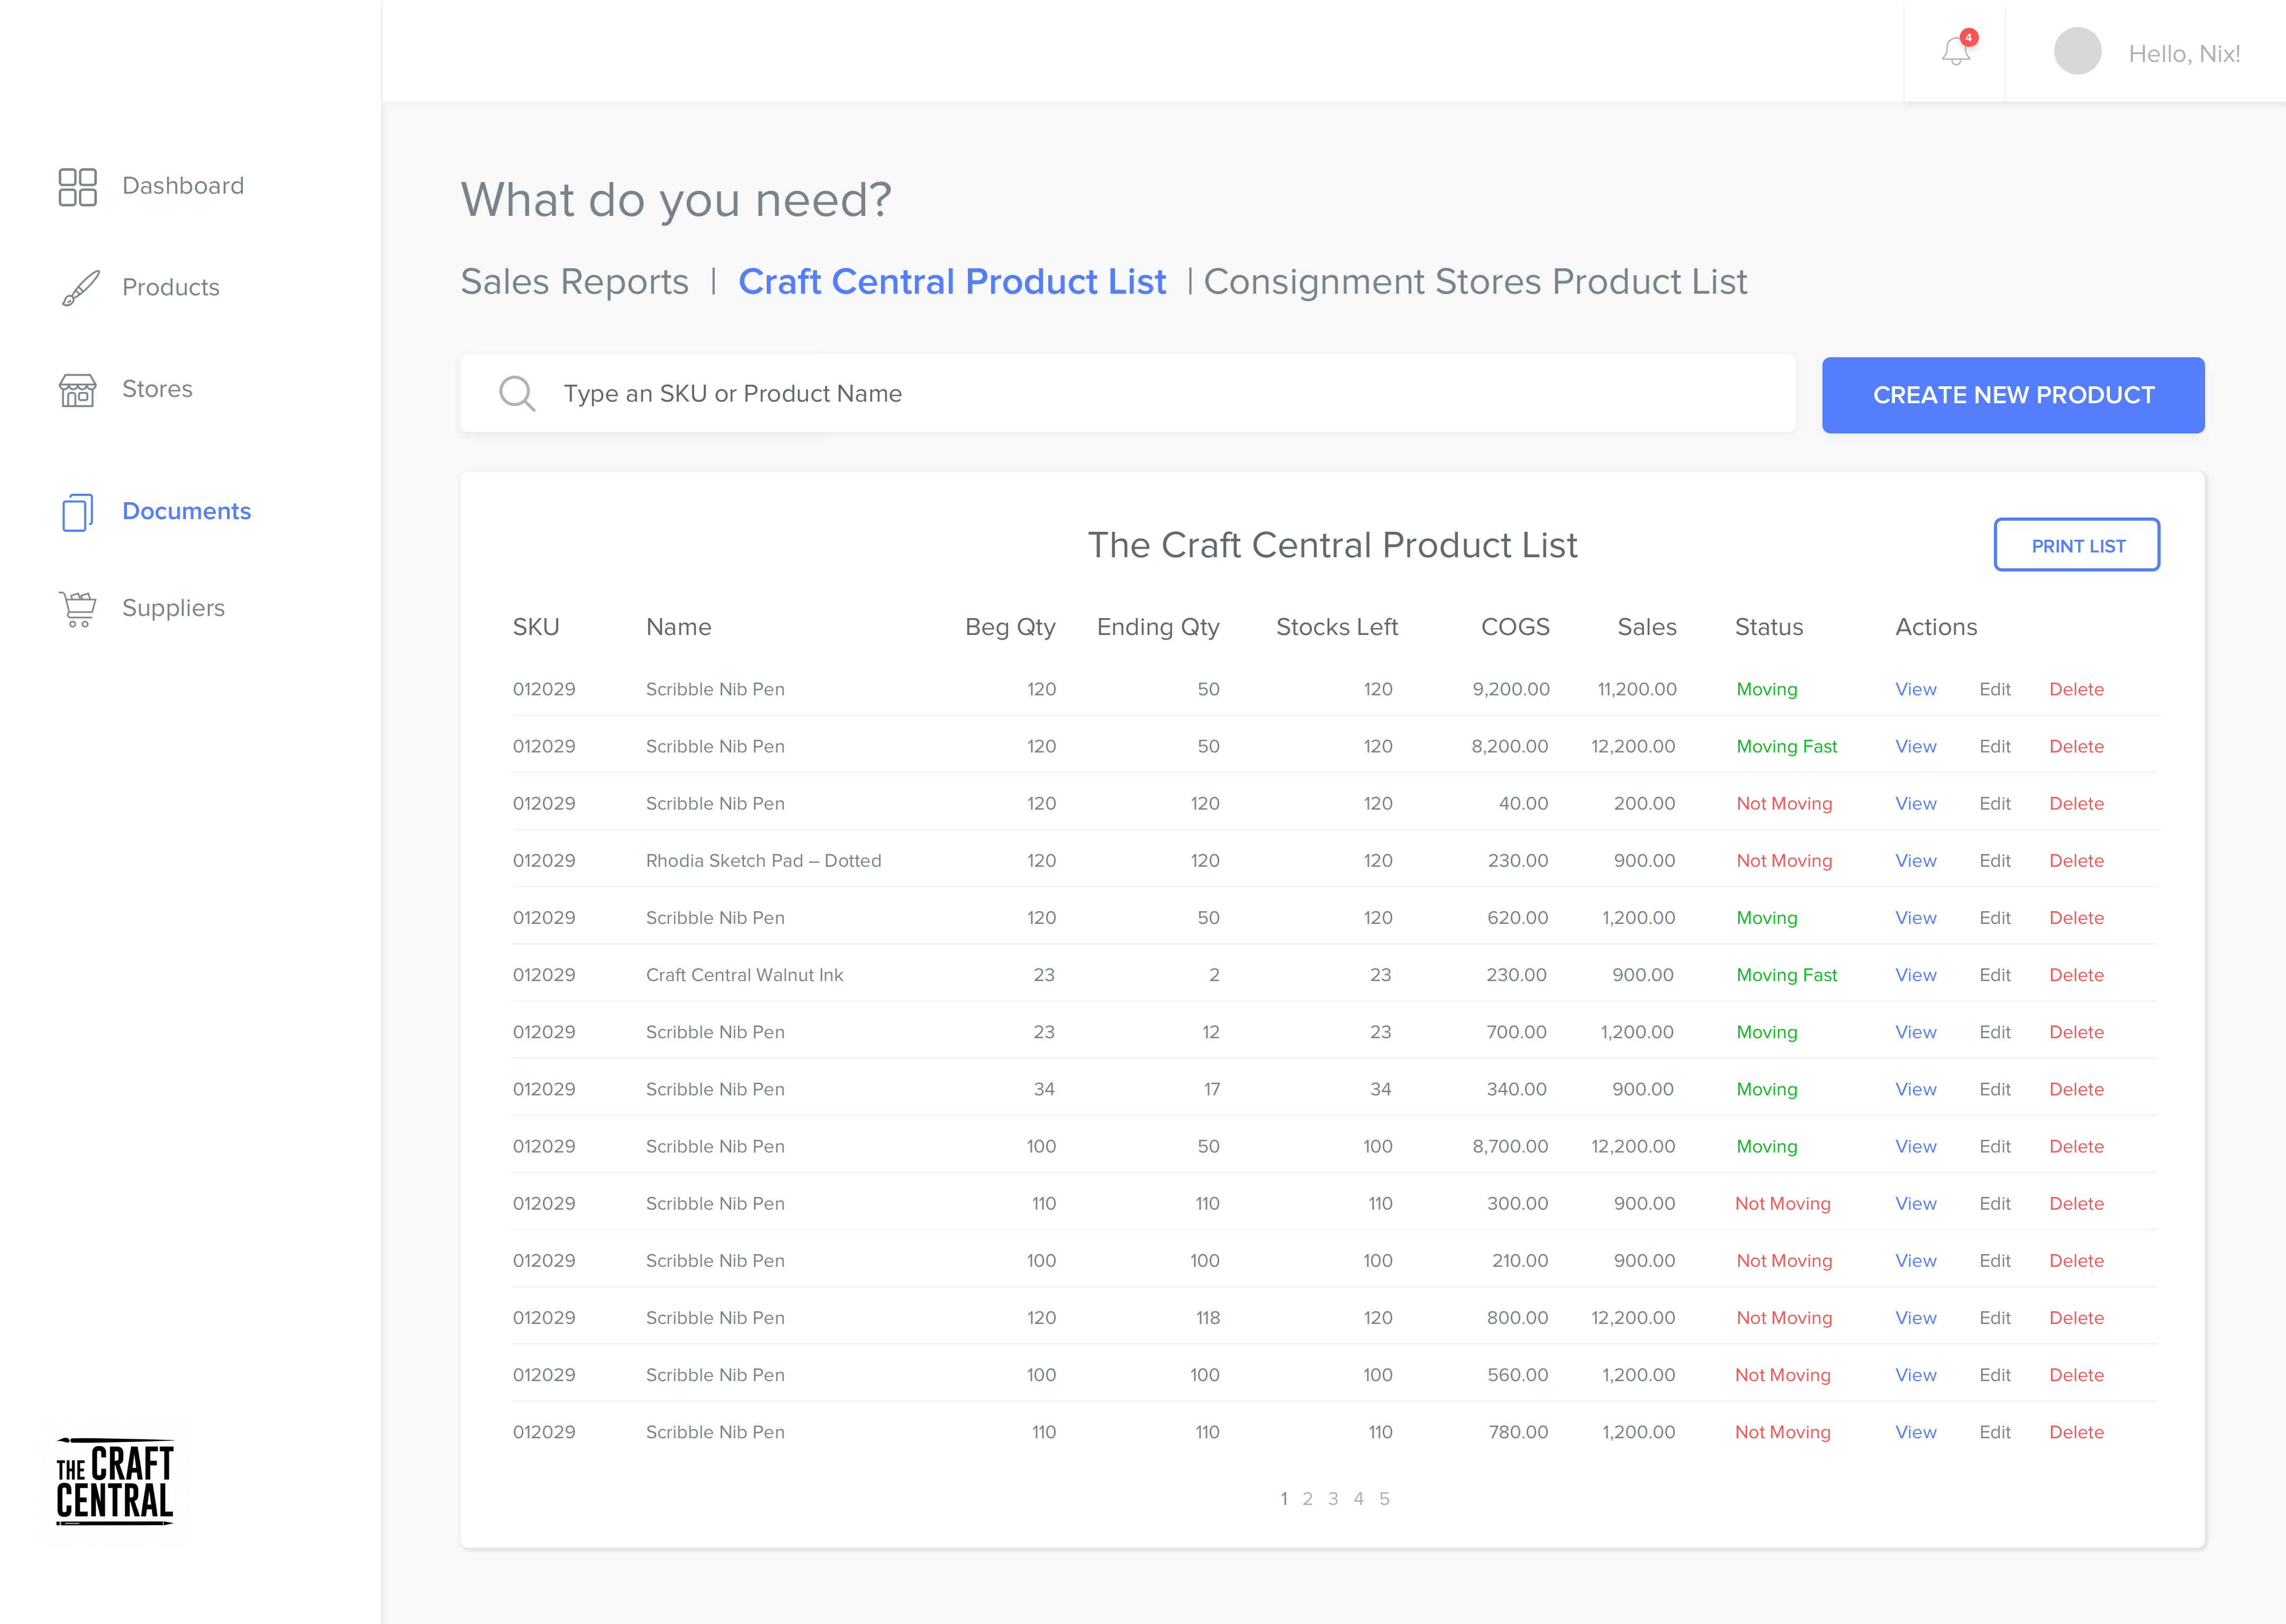 4
Hello, Nix!
Dashboard
Products
Stores
Documents
Suppliers
THE CRAFT
CENTRAL
What do you need?
Sales Reports | Craft Central Product List | Consignment Stores Product List
Type an SKU or Product Name
CREATE NEW PRODUCT
The Craft Central Product List
PRINT LIST
SKU Name Beg Qty Ending Qty Stocks Left COGS Sales Status Actions
012029 Scribble Nib Pen 120 50 120 9,200.00 11,200.00 Moving View Edit Delete
012029 Scribble Nib Pen 120 50 120 8,200.00 12,200.00 Moving Fast View Edit Delete
012029 Scribble Nib Pen 120 120 120 40.00 200.00 Not Moving View Edit Delete
012029 Rhodia Sketch Pad – Dotted 120 120 120 230.00 900.00 Not Moving View Edit Delete
012029 Scribble Nib Pen 120 50 120 620.00 1,200.00 Moving View Edit Delete
012029 Craft Central Walnut Ink 23 2 23 230.00 900.00 Moving Fast View Edit Delete
012029 Scribble Nib Pen 23 12 23 700.00 1,200.00 Moving View Edit Delete
012029 Scribble Nib Pen 34 17 34 340.00 900.00 Moving View Edit Delete
012029 Scribble Nib Pen 100 50 100 8,700.00 12,200.00 Moving View Edit Delete
012029 Scribble Nib Pen 110 110 110 300.00 900.00 Not Moving View Edit Delete
012029 Scribble Nib Pen 100 100 100 210.00 900.00 Not Moving View Edit Delete
012029 Scribble Nib Pen 120 118 120 800.00 12,200.00 Not Moving View Edit Delete
012029 Scribble Nib Pen 100 100 100 560.00 1,200.00 Not Moving View Edit Delete
012029 Scribble Nib Pen 110 110 110 780.00 1,200.00 Not Moving View Edit Delete
1 2 3 4 5